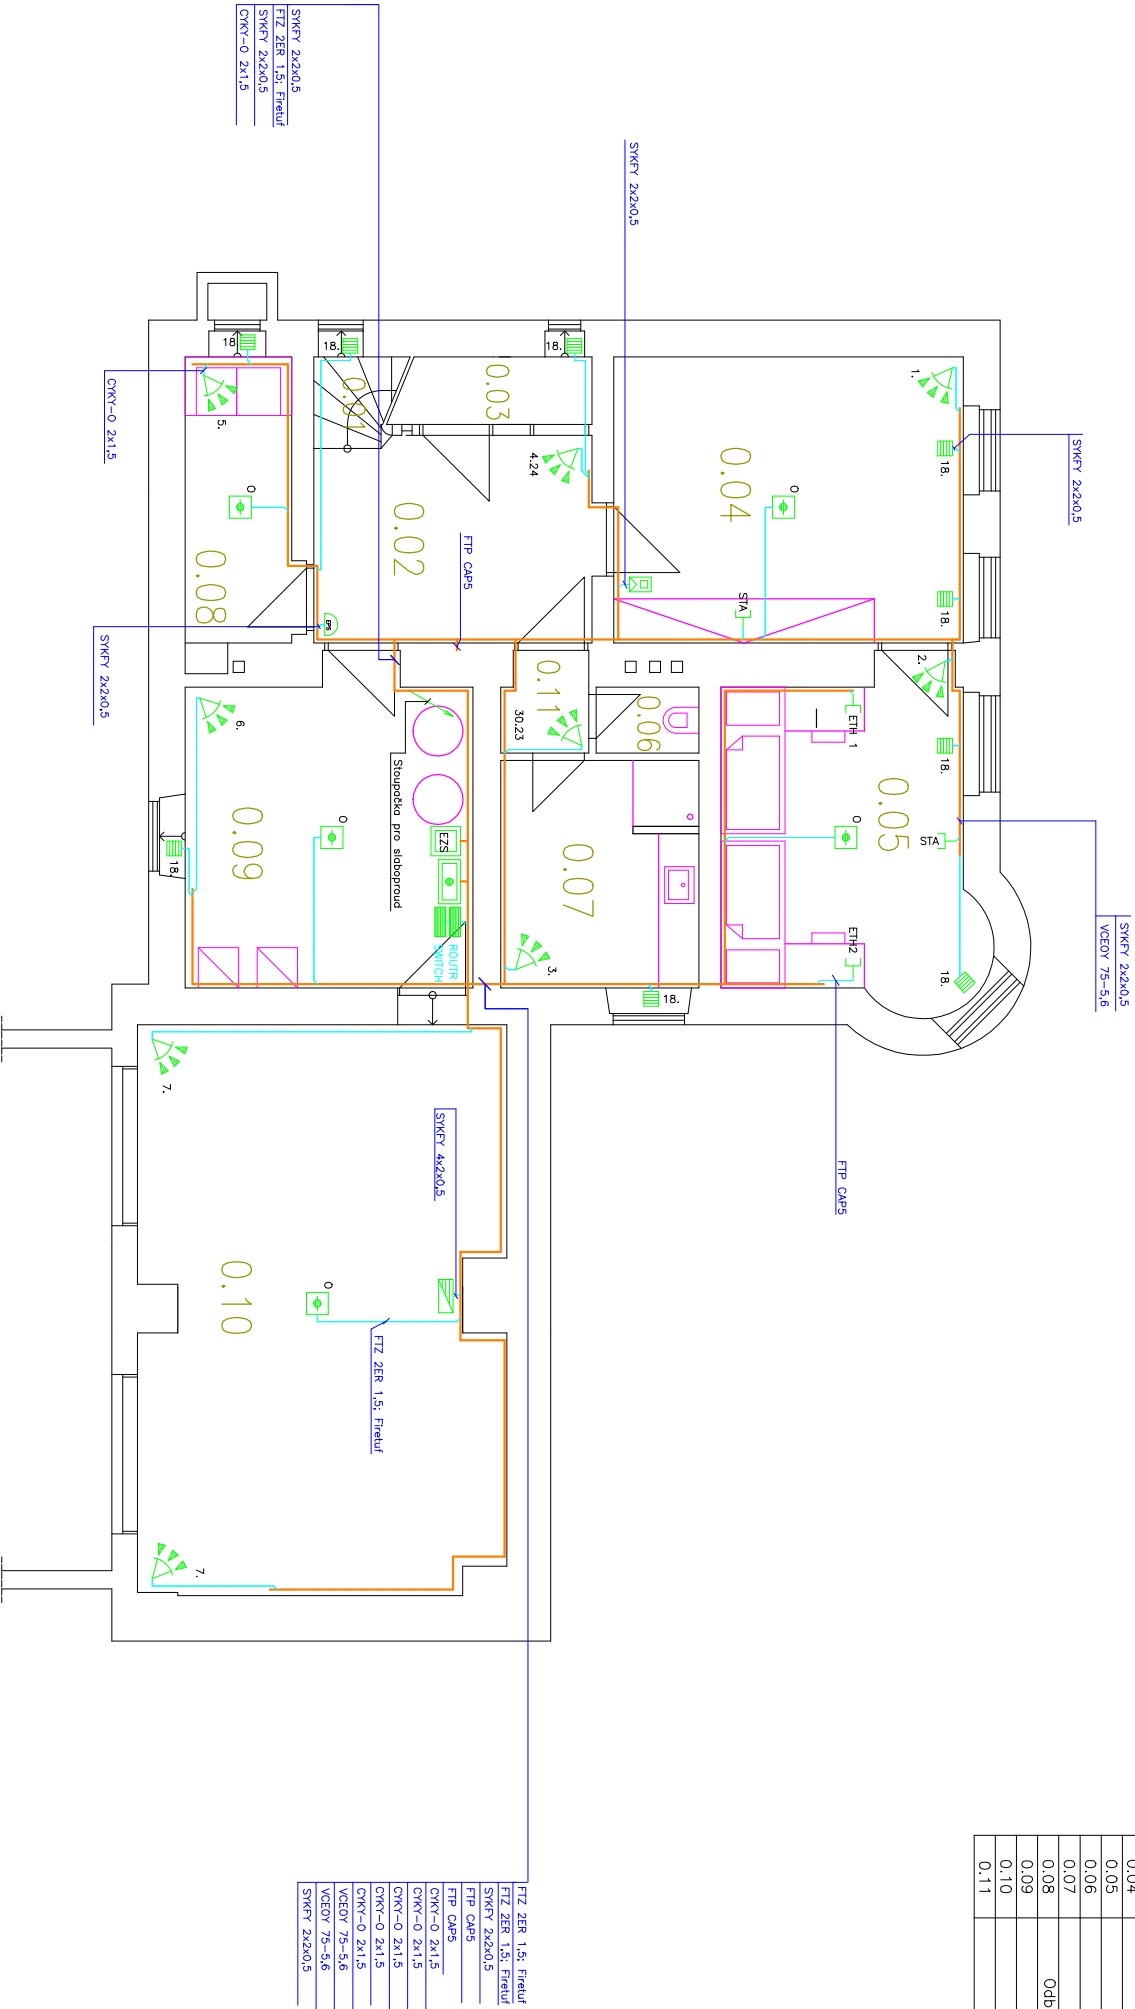 SYKFY 2x2x0,5
FTZ 2ER 1,5; Firetuf
SYKFY 2x2x0,5
CYKY-O 2x1,5
SYKFY 2x2x0,5
SYKFY 2x2x0,5
CYKY-O 2x1,5
SYKFY 2x2x0,5
FTP CAP5
SYKFY 2x2x0,5
VCEOY 75-5,6
FTP CAP5
SYKFY 4x2x0,5
FTZ 2ER 1,5; Firetuf
18
18.
18.
1.
18.
18.
5.
4.24
0.01
0.03
0.04
0.02
0.08
O
O
STA
EPS
2.
18.
0.11
30.23
0.06
ETH 1
0.05
O
STA
ETH2
18.
6.
Stoupačka pro slaboproud
0.09
O
18.
EZS
ROUTR
SWITCH
0.07
3.
18.
7.
0.10
O
7.
FTZ 2ER 1,5; Firetuf
FTZ 2ER 1,5; Firetuf
SYKFY 2x2x0,5
FTP CAP5
FTP CAP5
CYKY-O 2x1,5
CYKY-O 2x1,5
CYKY-O 2x1,5
CYKY-O 2x1,5
CYKY-O 2x1,5
VCEOY 75-5,6
VCEOY 75-5,6
SYKFY 2x2x0,5
0.04
0.05
0.06
0.07
0.08 Odb
0.09
0.10
0.11